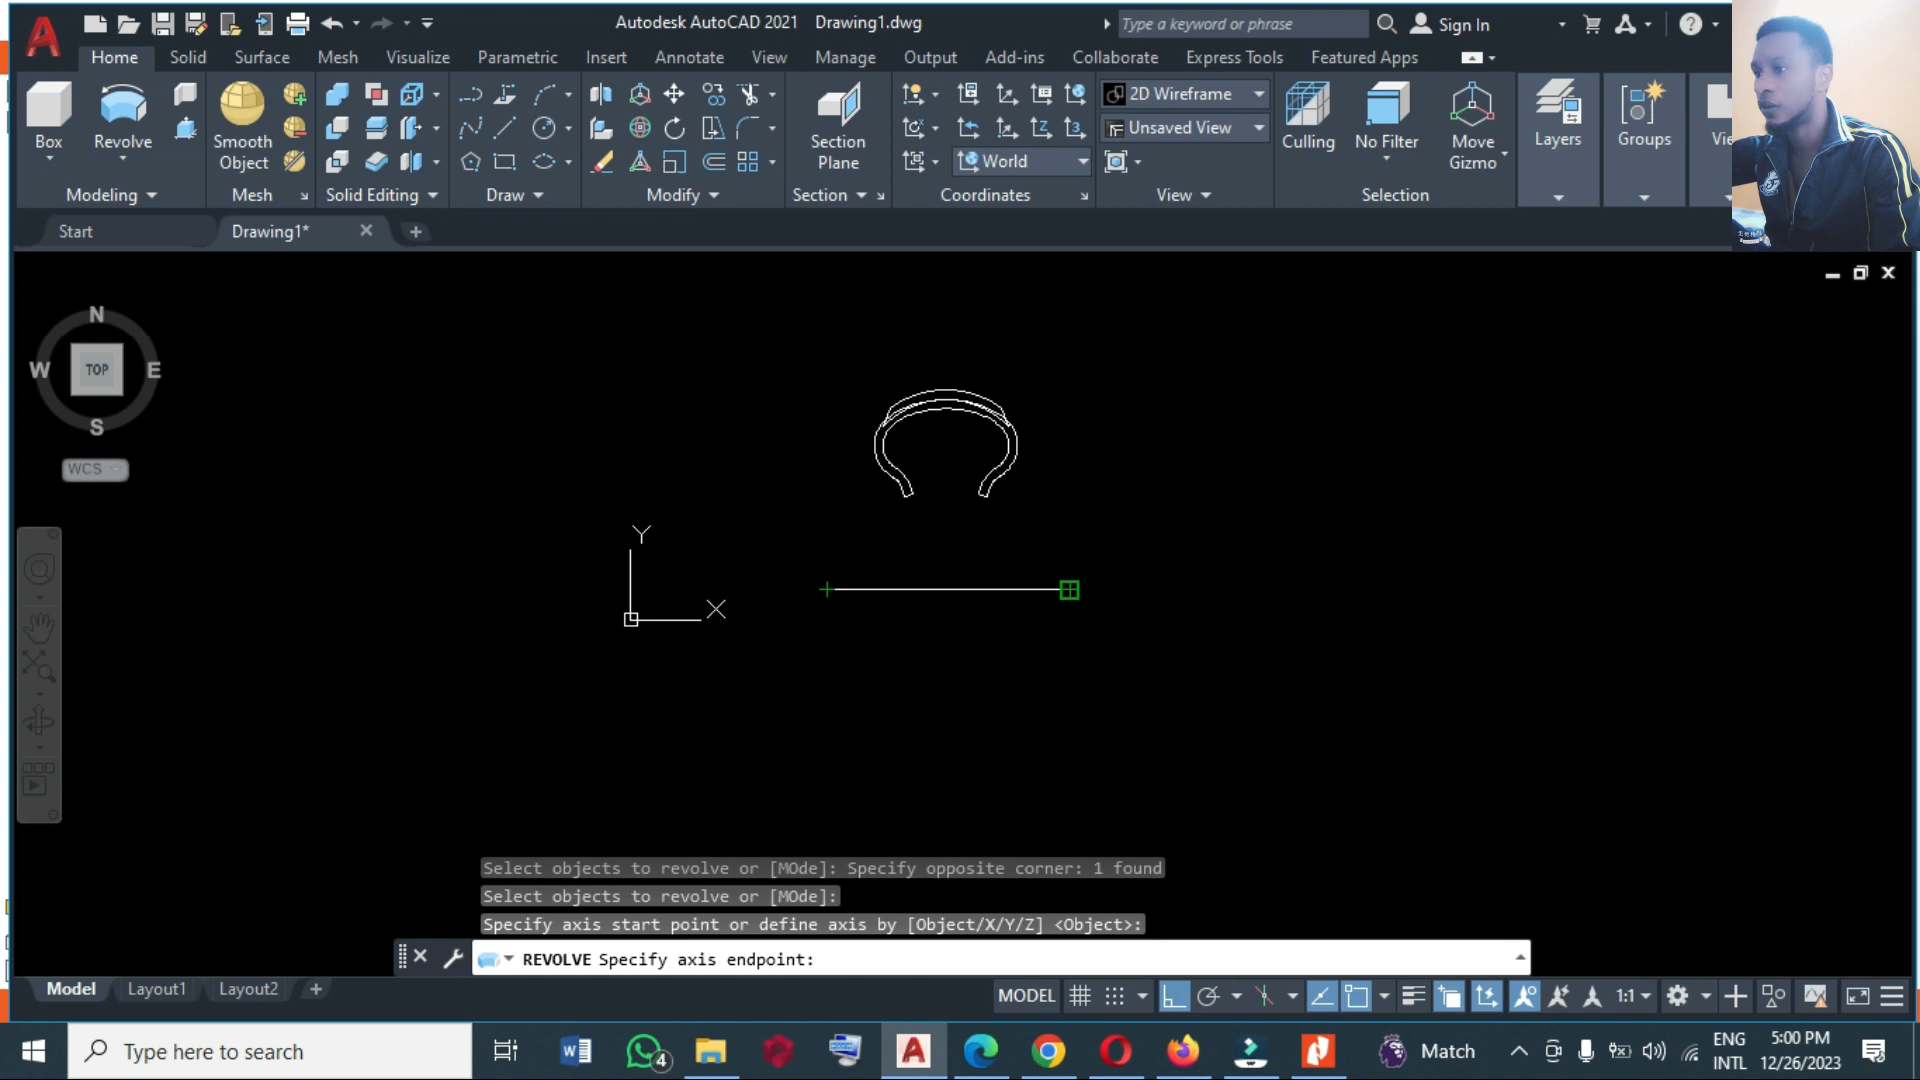 Autodesk AutoCAD 2021 Drawing1.dwg
Type a keyword or phrase
Sign In
Home Solid Surface Mesh Visualize Parametric Insert Annotate View Manage Output Add-ins Collaborate Express Tools Featured Apps
Box
Revolve
Smooth Object
Section Plane
World
2D Wireframe
Unsaved View
Culling
No Filter
Move Gizmo
Layers
Groups
Vie
Modeling Mesh Solid Editing Draw Modify Section Coordinates View Selection
Start Drawing1*
N
W TOP E
S
WCS
Y
X
Select objects to revolve or [MOde]: Specify opposite corner: 1 found
Select objects to revolve or [MOde]:
Specify axis start point or define axis by [Object/X/Y/Z] <Object>:
REVOLVE Specify axis endpoint:
Model Layout1 Layout2
MODEL 1:1
Type here to search
4
Match
ENG
INTL
5:00 PM
12/26/2023